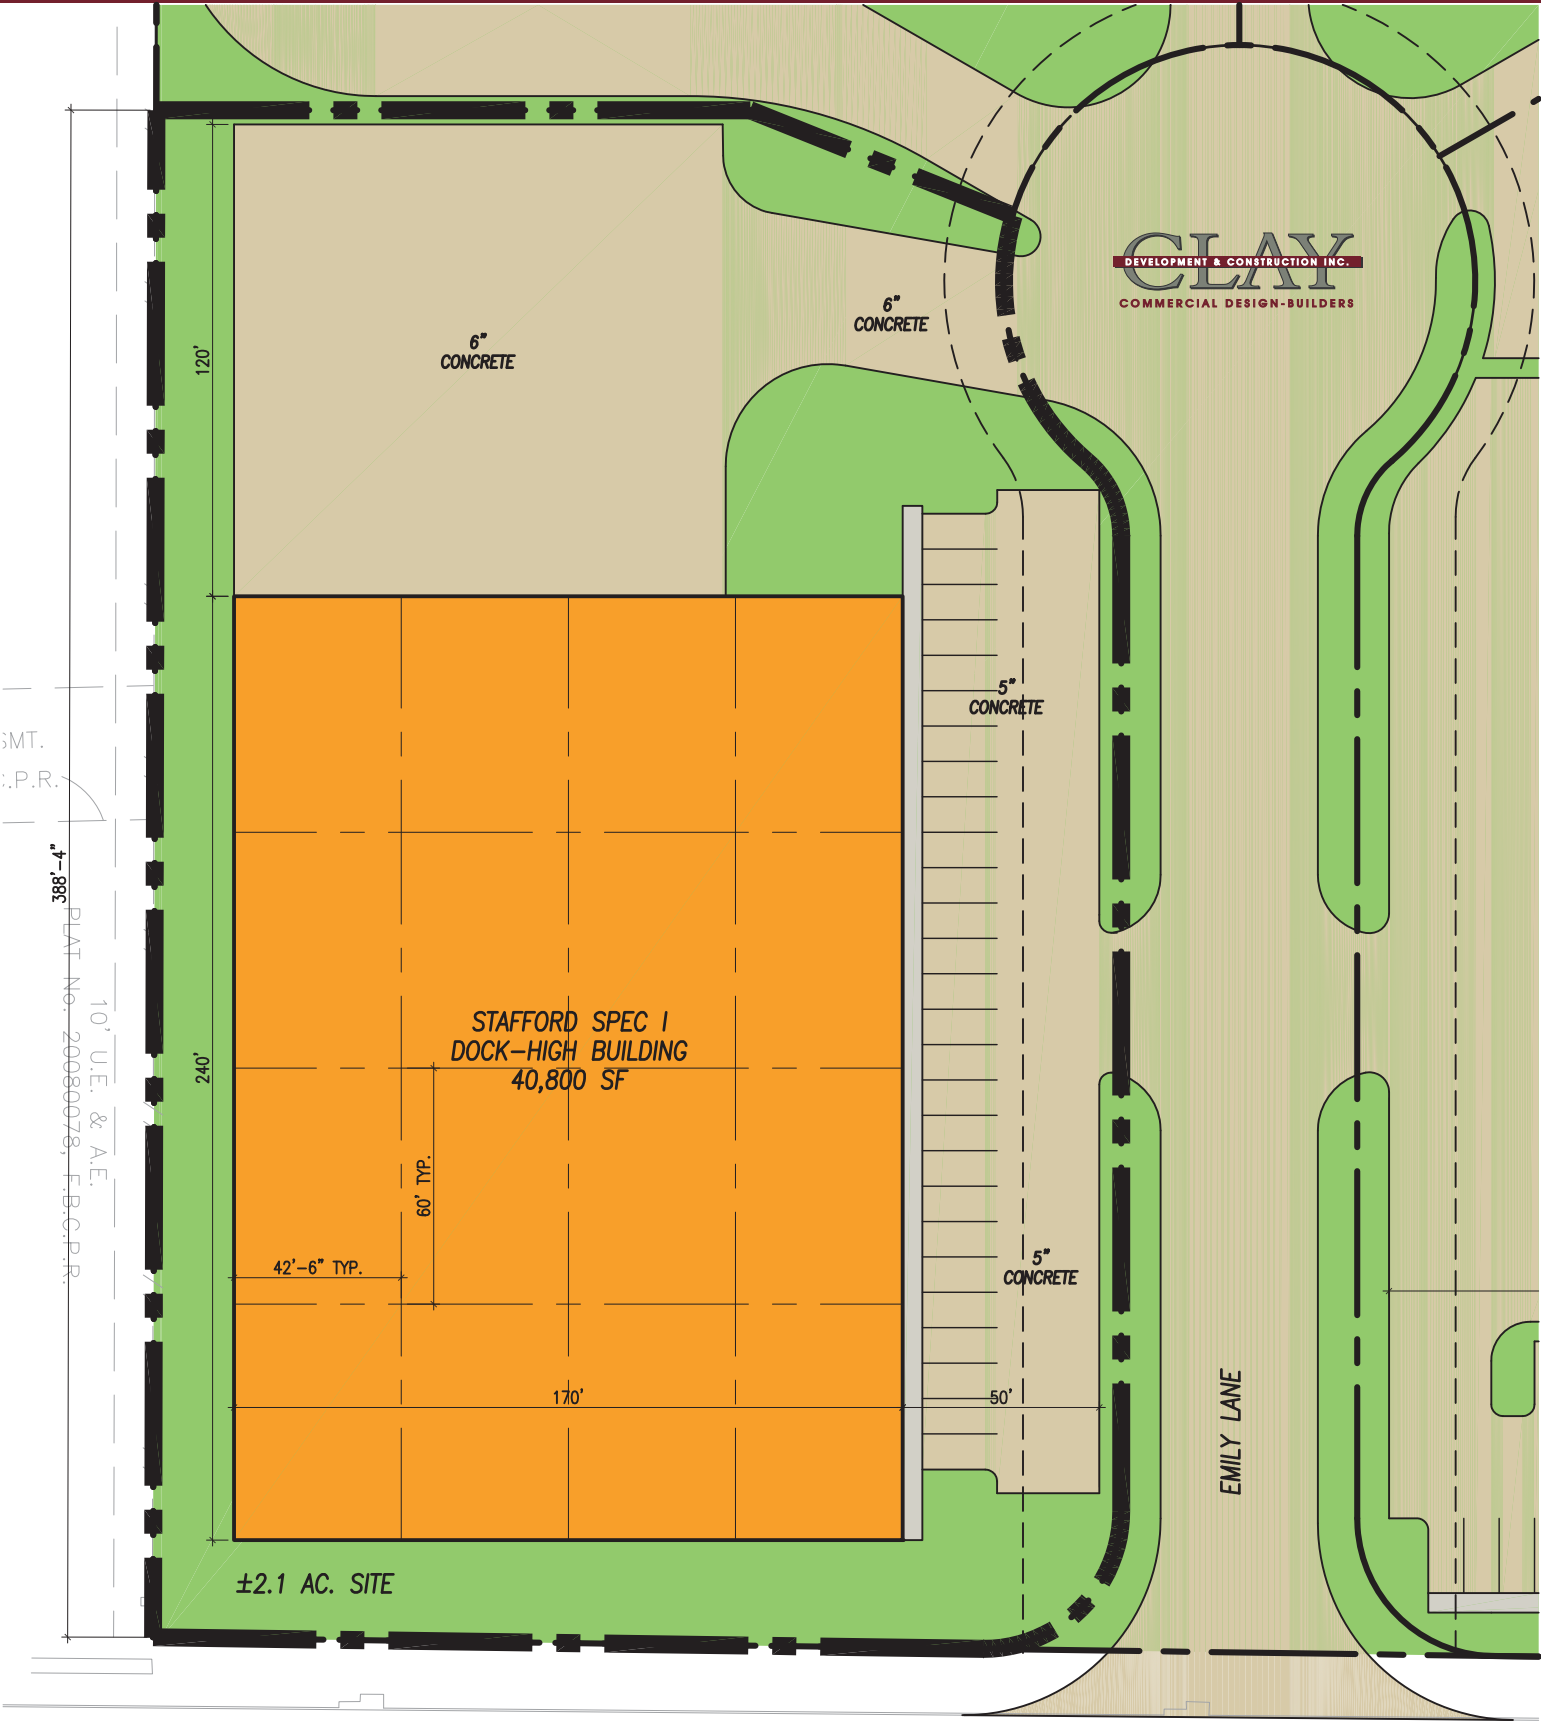 CLAY
DEVELOPMENT & CONSTRUCTION INC.
COMMERCIAL DESIGN-BUILDERS
6"
CONCRETE
6"
CONCRETE
120'
5"
CONCRETE
SMT.
.P.R.
388'-4"
PLAT No. 20080078, F.B.C.P.R.
10' U.E. & A.E.
240'
STAFFORD SPEC I
DOCK-HIGH BUILDING
40,800 SF
60' TYP.
42'-6" TYP.
5"
CONCRETE
170'
50'
EMILY LANE
±2.1 AC. SITE